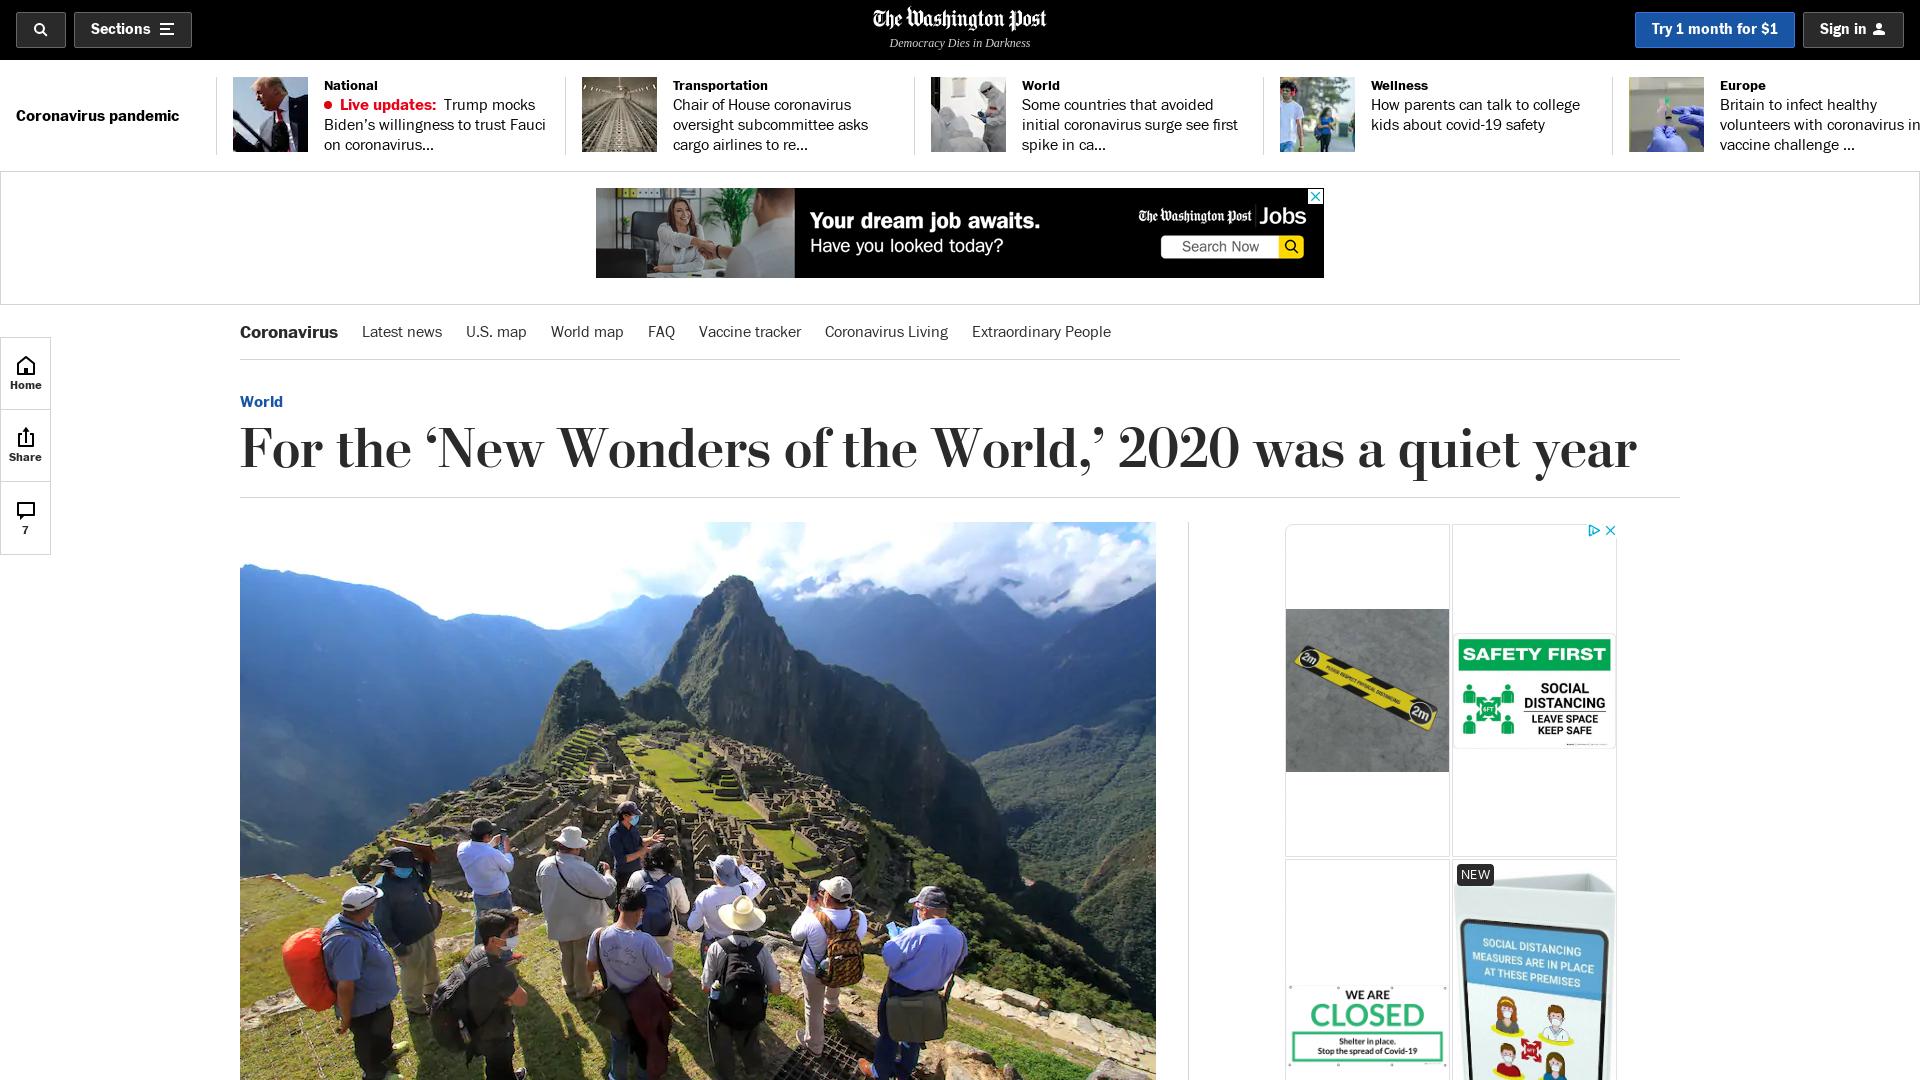 Sections
The Washington Post
Democracy Dies in Darkness
Try 1 month for $1
Sign in
Coronavirus pandemic
National
Live updates: Trump mocks
Biden’s willingness to trust Fauci
on coronavirus...
Transportation
Chair of House coronavirus
oversight subcommittee asks
cargo airlines to re...
World
Some countries that avoided
initial coronavirus surge see first
spike in ca...
Wellness
How parents can talk to college
kids about covid-19 safety
Europe
Britain to infect healthy
volunteers with coronavirus in
vaccine challenge ...
Your dream job awaits.
Have you looked today?
The Washington Post Jobs
Search Now
Coronavirus
Latest news
U.S. map
World map
FAQ
Vaccine tracker
Coronavirus Living
Extraordinary People
Home
Share
7
World
For the ‘New Wonders of the World,’ 2020 was a quiet year
2m
PLEASE RESPECT PHYSICAL DISTANCING
2m
SAFETY FIRST
6FT
SOCIAL
DISTANCING
LEAVE SPACE
KEEP SAFE
WE ARE
CLOSED
Shelter in place.
Stop the spread of Covid-19
NEW
SOCIAL DISTANCING
MEASURES ARE IN PLACE
AT THESE PREMISES